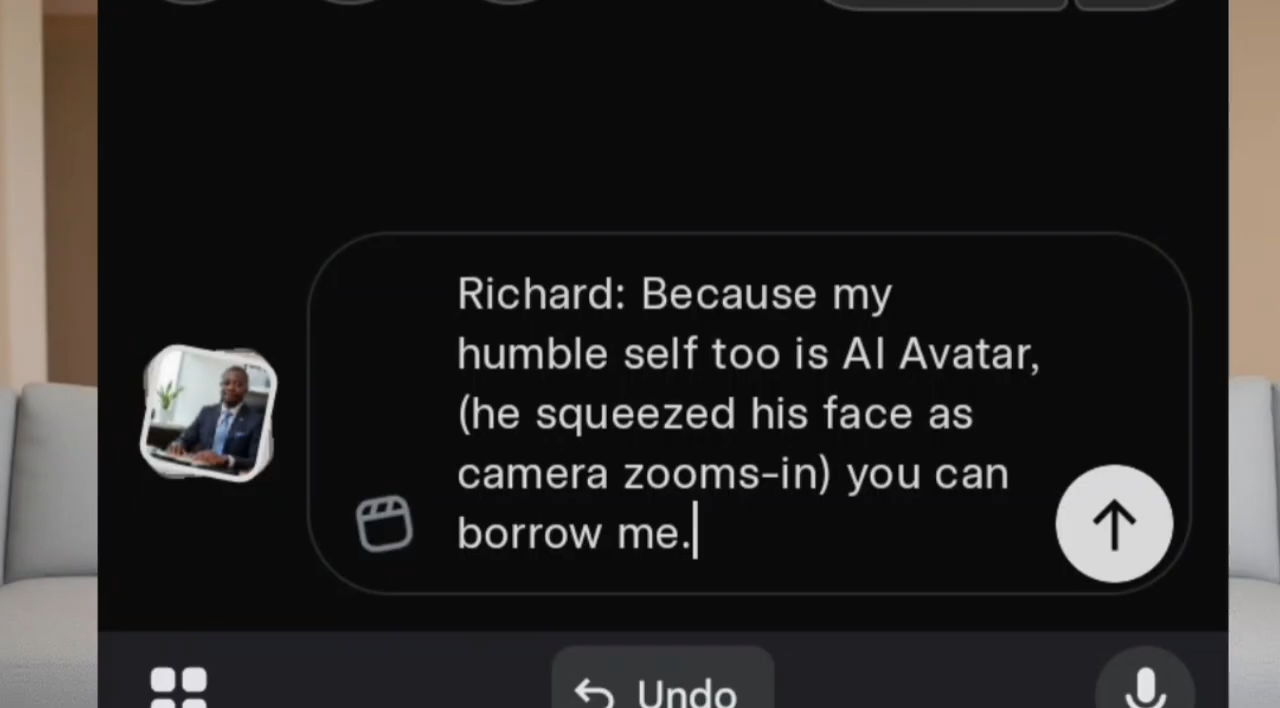 Richard: Because my
humble self too is AI Avatar,
(he squeezed his face as
camera zooms-in) you can
borrow me.
Undo